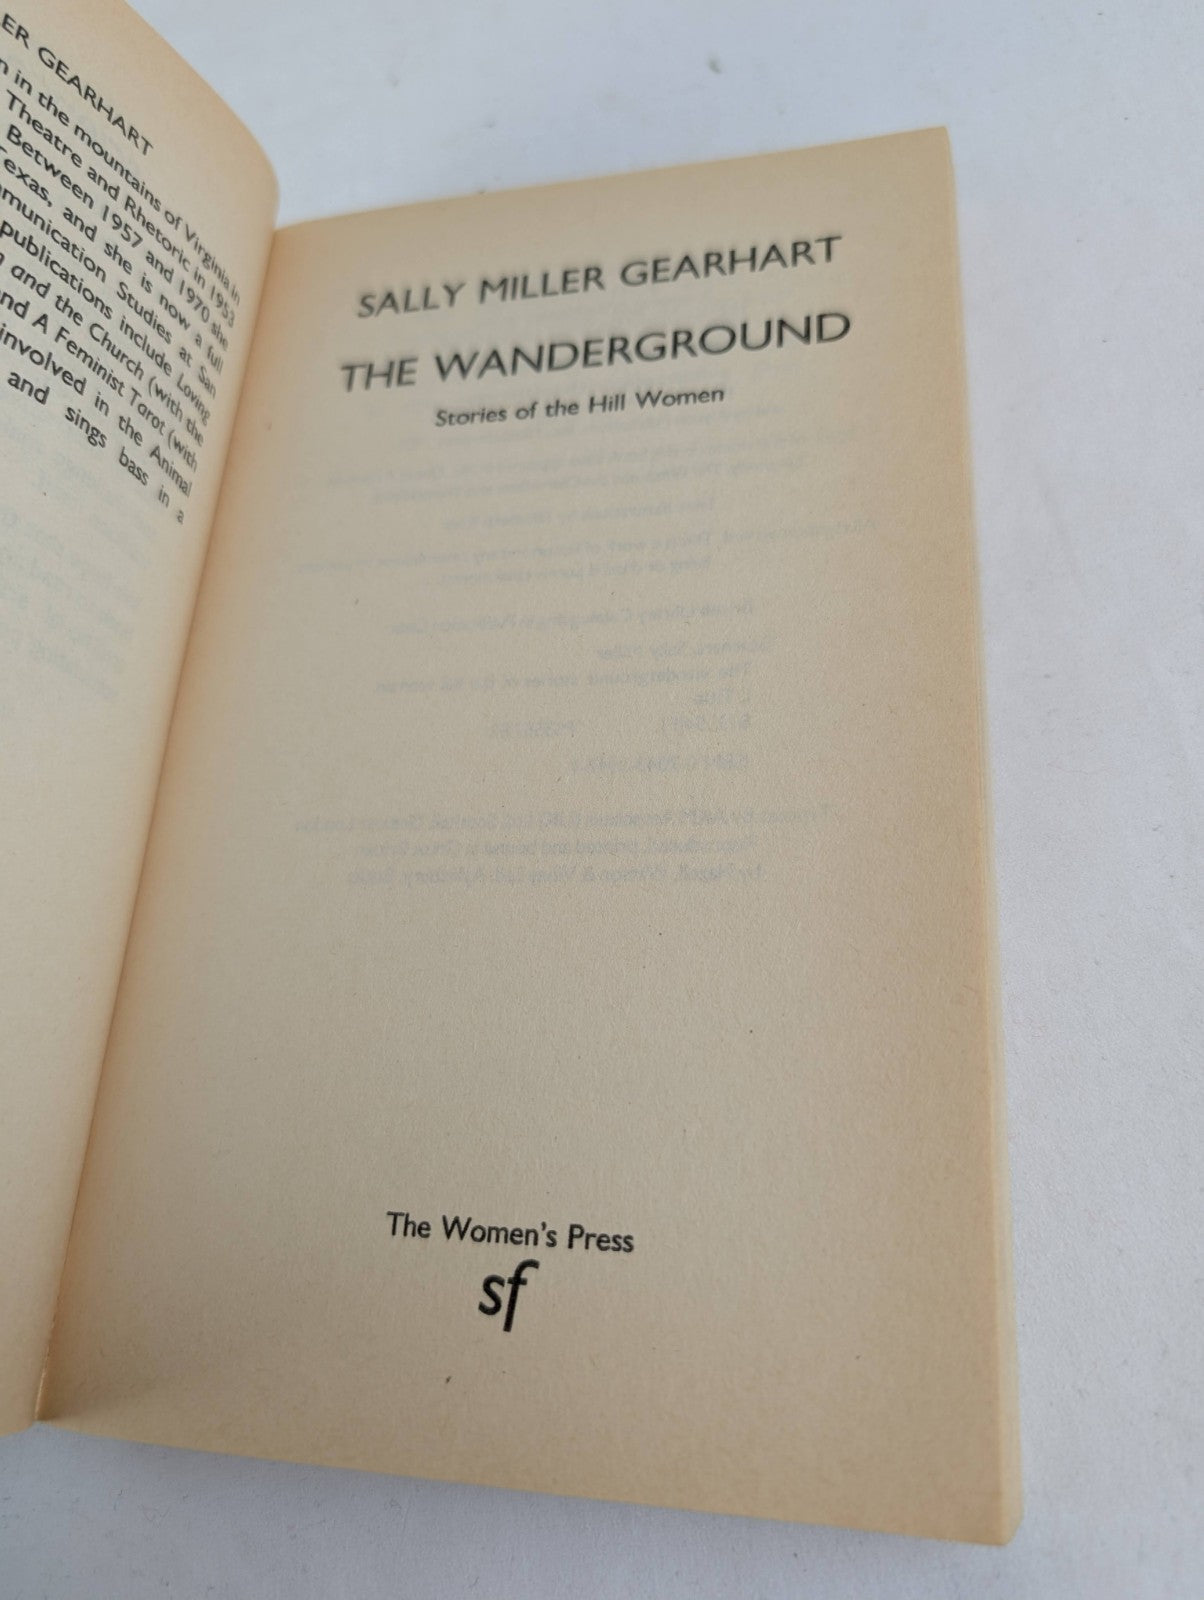 ER GEARHART
n in the mountains of Virginia in
Theatre and Rhetoric in 1953
Between 1957 and 1970 she
Texas, and she is now a full
mmunication Studies at San
publications include Loving
and the Church (with the
nd A Feminist Tarot (with
involved in the Animal
and sings bass in a
SALLY MILLER GEARHART
THE WANDERGROUND
Stories of the Hill Women
The Women's Press
sf